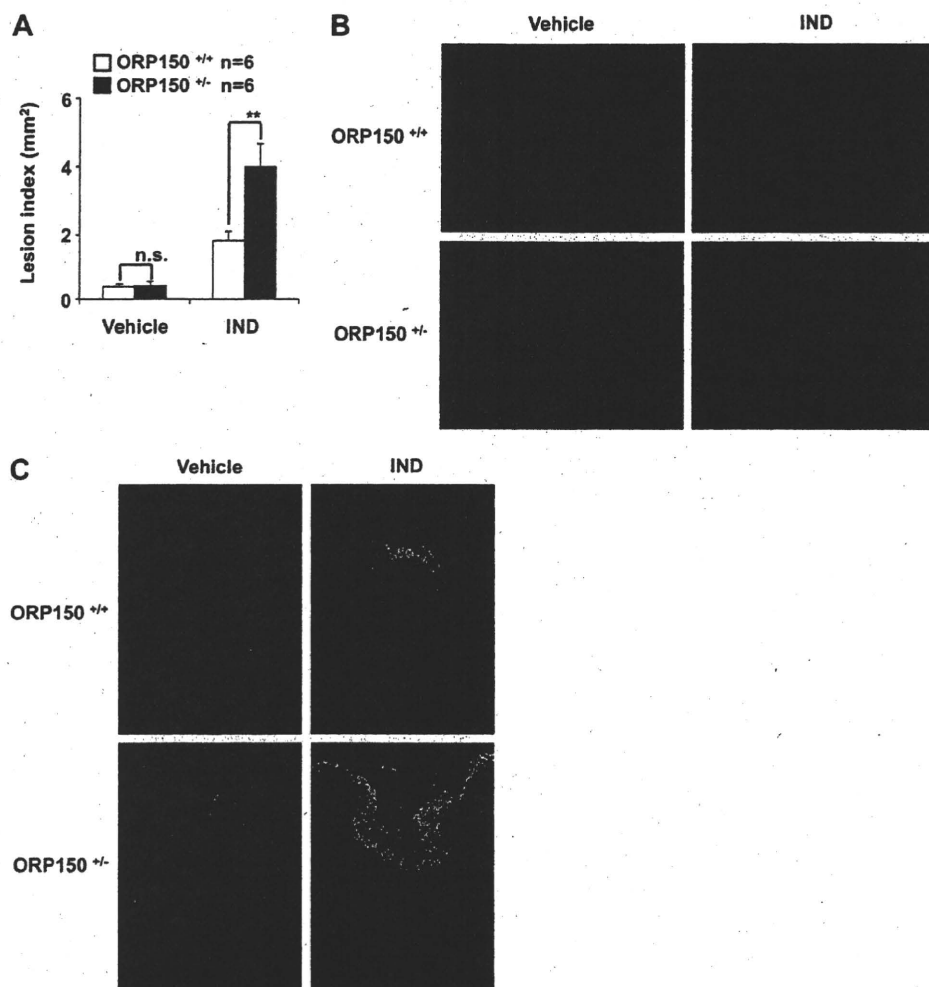 A
ORP150 +/+ n=6
ORP150 +/- n=6
Lesion index (mm²)
6
4
2
0
**
n.s.
Vehicle
IND
B
Vehicle
IND
ORP150 +/+
ORP150 +/-
C
Vehicle
IND
ORP150 +/+
ORP150 +/-